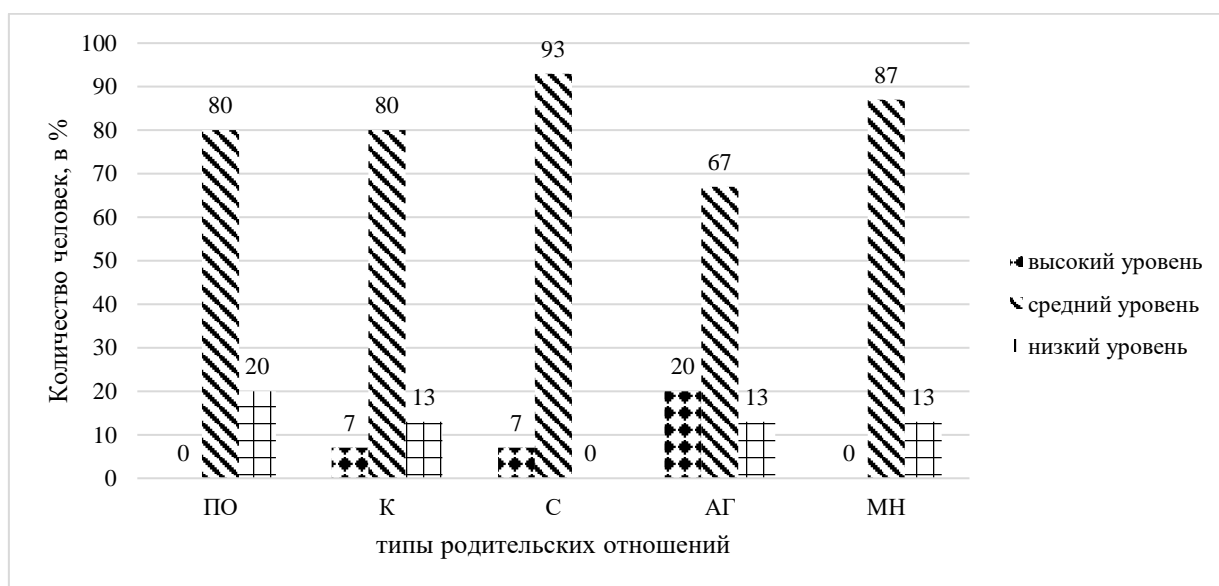 Количество человек, в %
100
90
80
70
60
50
40
30
20
10
0
0
80
20
7
80
13
7
93
0
20
67
13
0
87
13
ПО
К
С
АГ
МН
типы родительских отношений
высокий уровень
средний уровень
низкий уровень